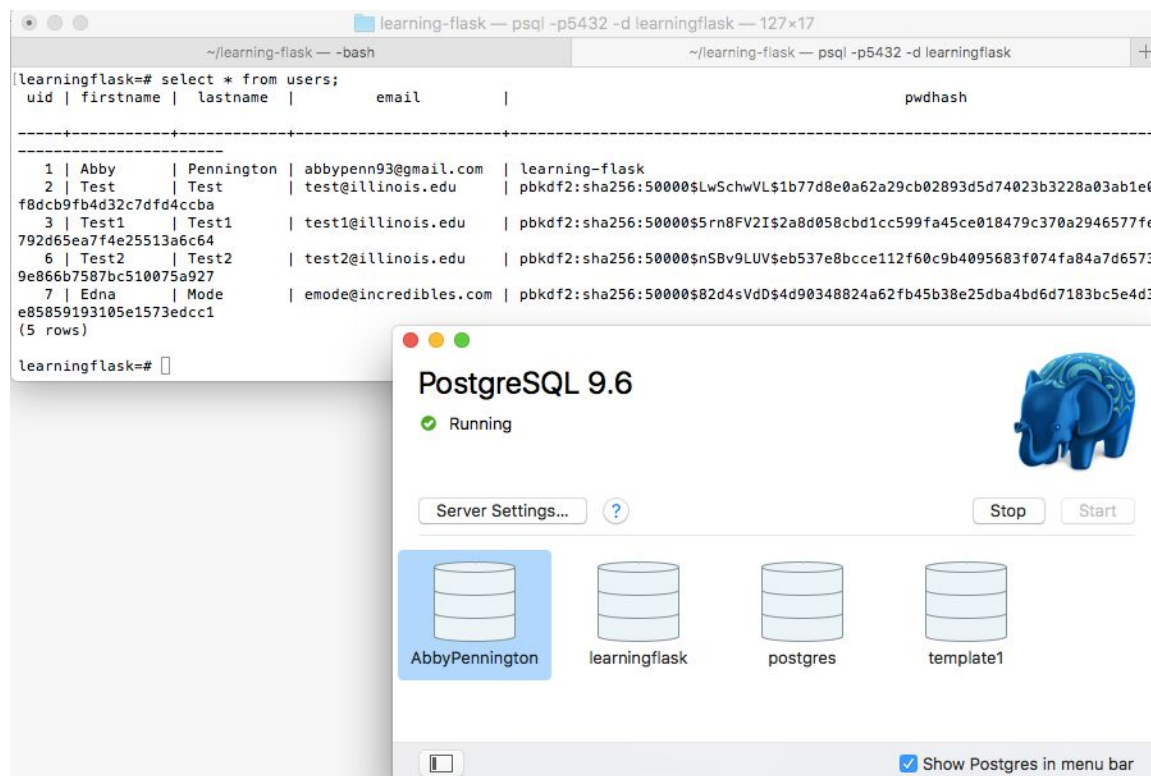 learning-flask — psql -p5432 -d learningflask — 127×17
~/learning-flask — -bash
~/learning-flask — psql -p5432 -d learningflask
+
[learningflask=# select * from users;
 uid | firstname |  lastname  |         email         |                                                pwdhash
-----+-----------+------------+-----------------------+------------------------------------------------------------------------
-----------------------
   1 | Abby      | Pennington | abbypenn93@gmail.com  | learning-flask
   2 | Test      | Test       | test@illinois.edu     | pbkdf2:sha256:50000$LwSchwVL$1b77d8e0a62a29cb02893d5d74023b3228a03ab1e0
f8dcb9fb4d32c7dfd4ccba
   3 | Test1     | Test1      | test1@illinois.edu    | pbkdf2:sha256:50000$5rn8FV2I$2a8d058cbd1cc599fa45ce018479c370a2946577fe
792d65ea7f4e25513a6c64
   6 | Test2     | Test2      | test2@illinois.edu    | pbkdf2:sha256:50000$nSBv9LUV$eb537e8bcce112f60c9b4095683f074fa84a7d6573
9e866b7587bc510075a927
   7 | Edna      | Mode       | emode@incredibles.com | pbkdf2:sha256:50000$82d4sVdD$4d90348824a62fb45b38e25dba4bd6d7183bc5e4d3
e85859193105e1573edcc1
(5 rows)
learningflask=#
PostgreSQL 9.6
Running
Server Settings...
?
Stop
Start
AbbyPennington
learningflask
postgres
template1
Show Postgres in menu bar